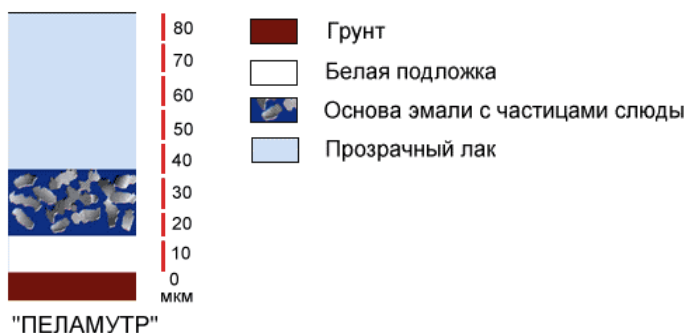 80
70
60
50
40
30
20
10
0
мкм
"ПЕЛАМУТР"
Грунт
Белая подложка
Основа эмали с частицами слюды
Прозрачный лак